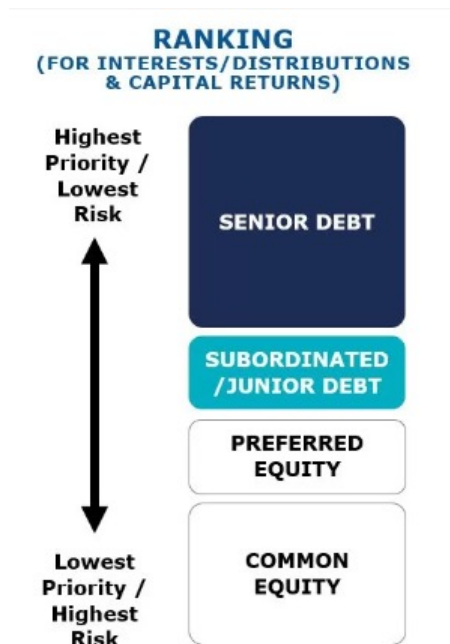 RANKING
(FOR INTERESTS/DISTRIBUTIONS
& CAPITAL RETURNS)
Highest
Priority /
Lowest
Risk
SENIOR DEBT
SUBORDINATED
/JUNIOR DEBT
PREFERRED
EQUITY
COMMON
EQUITY
Lowest
Priority /
Highest
Risk